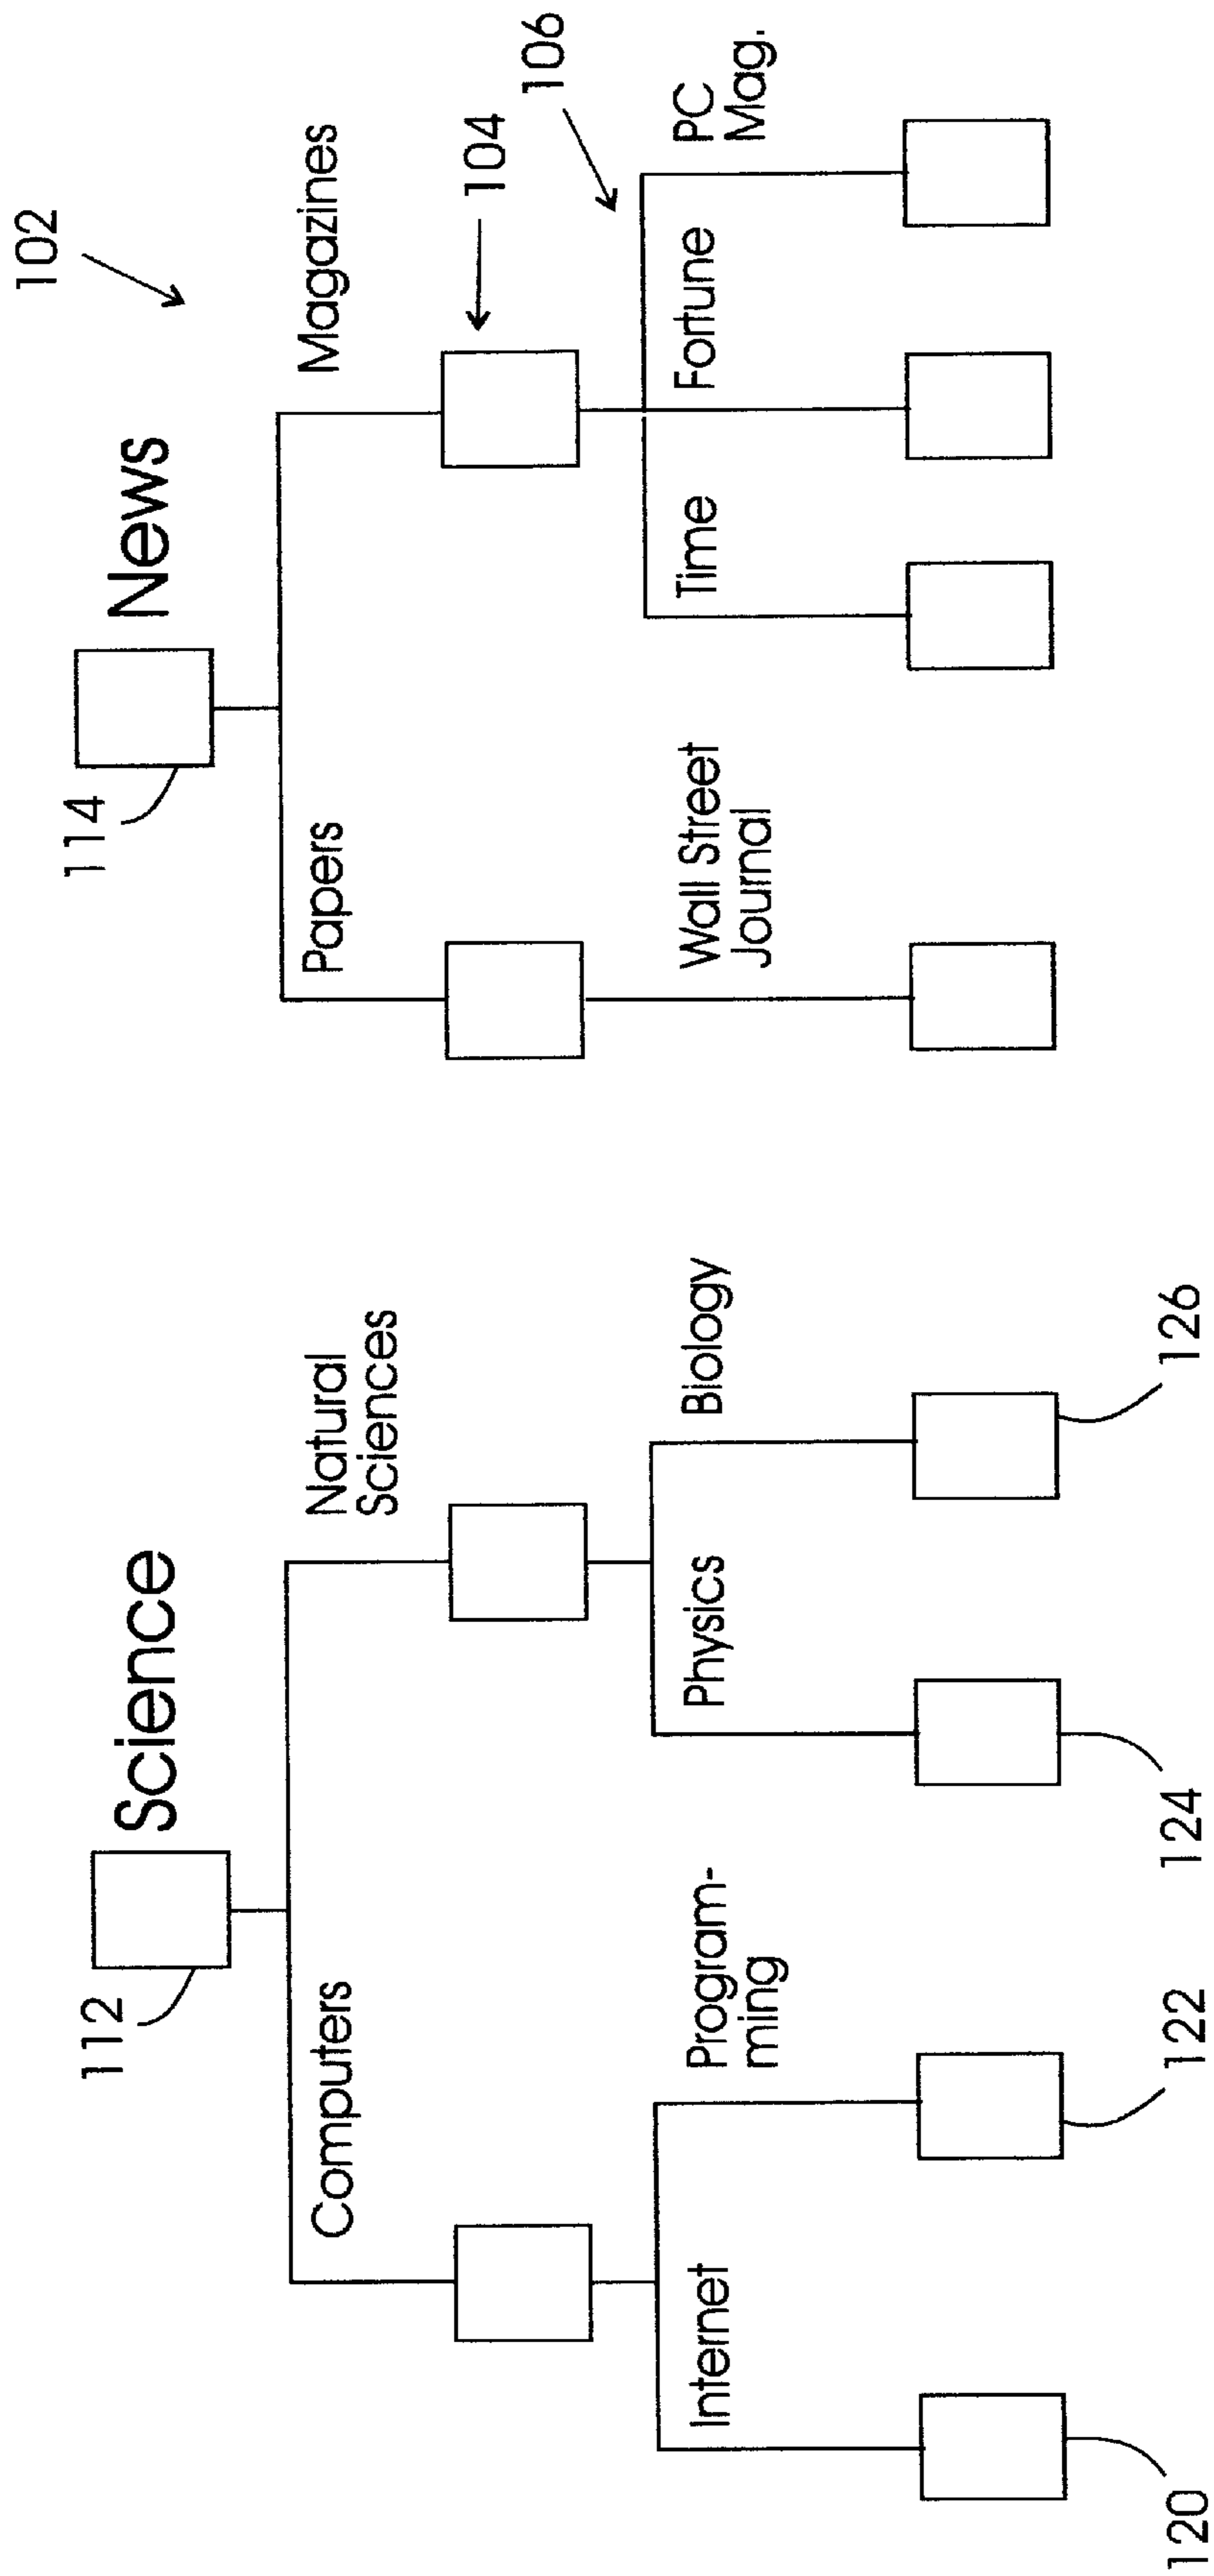 102
Science
News
112
114
Computers
Natural
Sciences
Papers
Magazines
104
106
Internet
Program-
ming
Physics
Biology
Wall Street
Journal
Time
Fortune
PC
Mag.
120
122
124
126